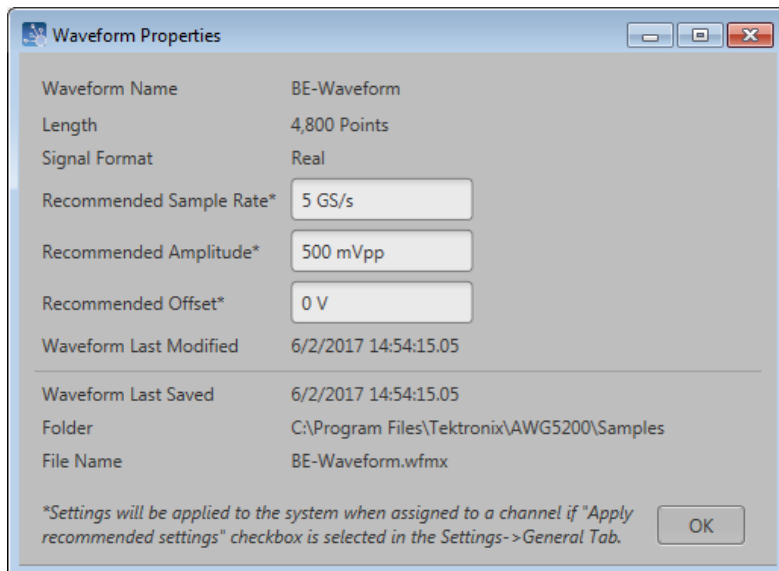 Waveform Properties
Waveform Name BE-Waveform
Length 4,800 Points
Signal Format Real
Recommended Sample Rate* 5 GS/s
Recommended Amplitude* 500 mVpp
Recommended Offset* 0 V
Waveform Last Modified 6/2/2017 14:54:15.05
Waveform Last Saved 6/2/2017 14:54:15.05
Folder C:\Program Files\Tektronix\AWG5200\Samples
File Name BE-Waveform.wfmx
*Settings will be applied to the system when assigned to a channel if "Apply
recommended settings" checkbox is selected in the Settings->General Tab.
OK